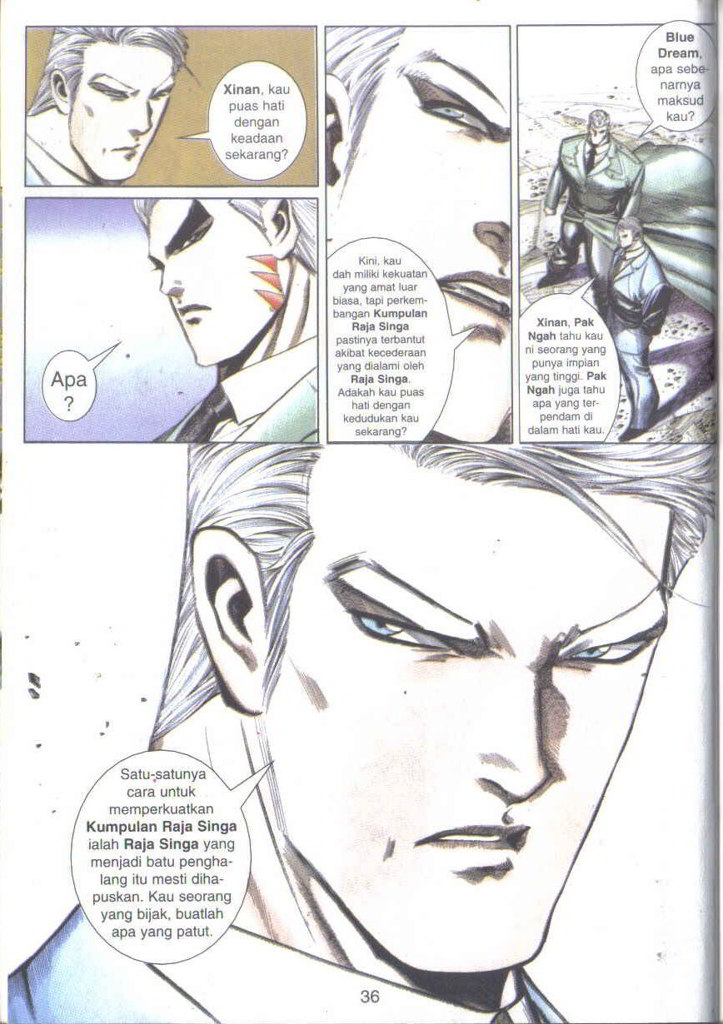 Xinan, kau
puas hati
dengan
keadaan
sekarang?
Apa
?
Kini, kau
dah miliki kekuatan
yang amat luar
biasa, tapi perkem-
bangan Kumpulan
Raja Singa
pastinya terbantut
akibat kecederaan
yang dialami oleh
Raja Singa.
Adakah kau puas
hati dengan
kedudukan kau
sekarang?
Blue
Dream,
apa sebe-
narnya
maksud
kau?
Xinan, Pak
Ngah tahu kau
ni seorang yang
punya impian
yang tinggi. Pak
Ngah juga tahu
apa yang ter-
pendam di
dalam hati kau.
Satu-satunya
cara untuk
memperkuatkan
Kumpulan Raja Singa
ialah Raja Singa yang
menjadi batu pengha-
lang itu mesti diha-
puskan. Kau seorang
yang bijak, buatlah
apa yang patut.
36